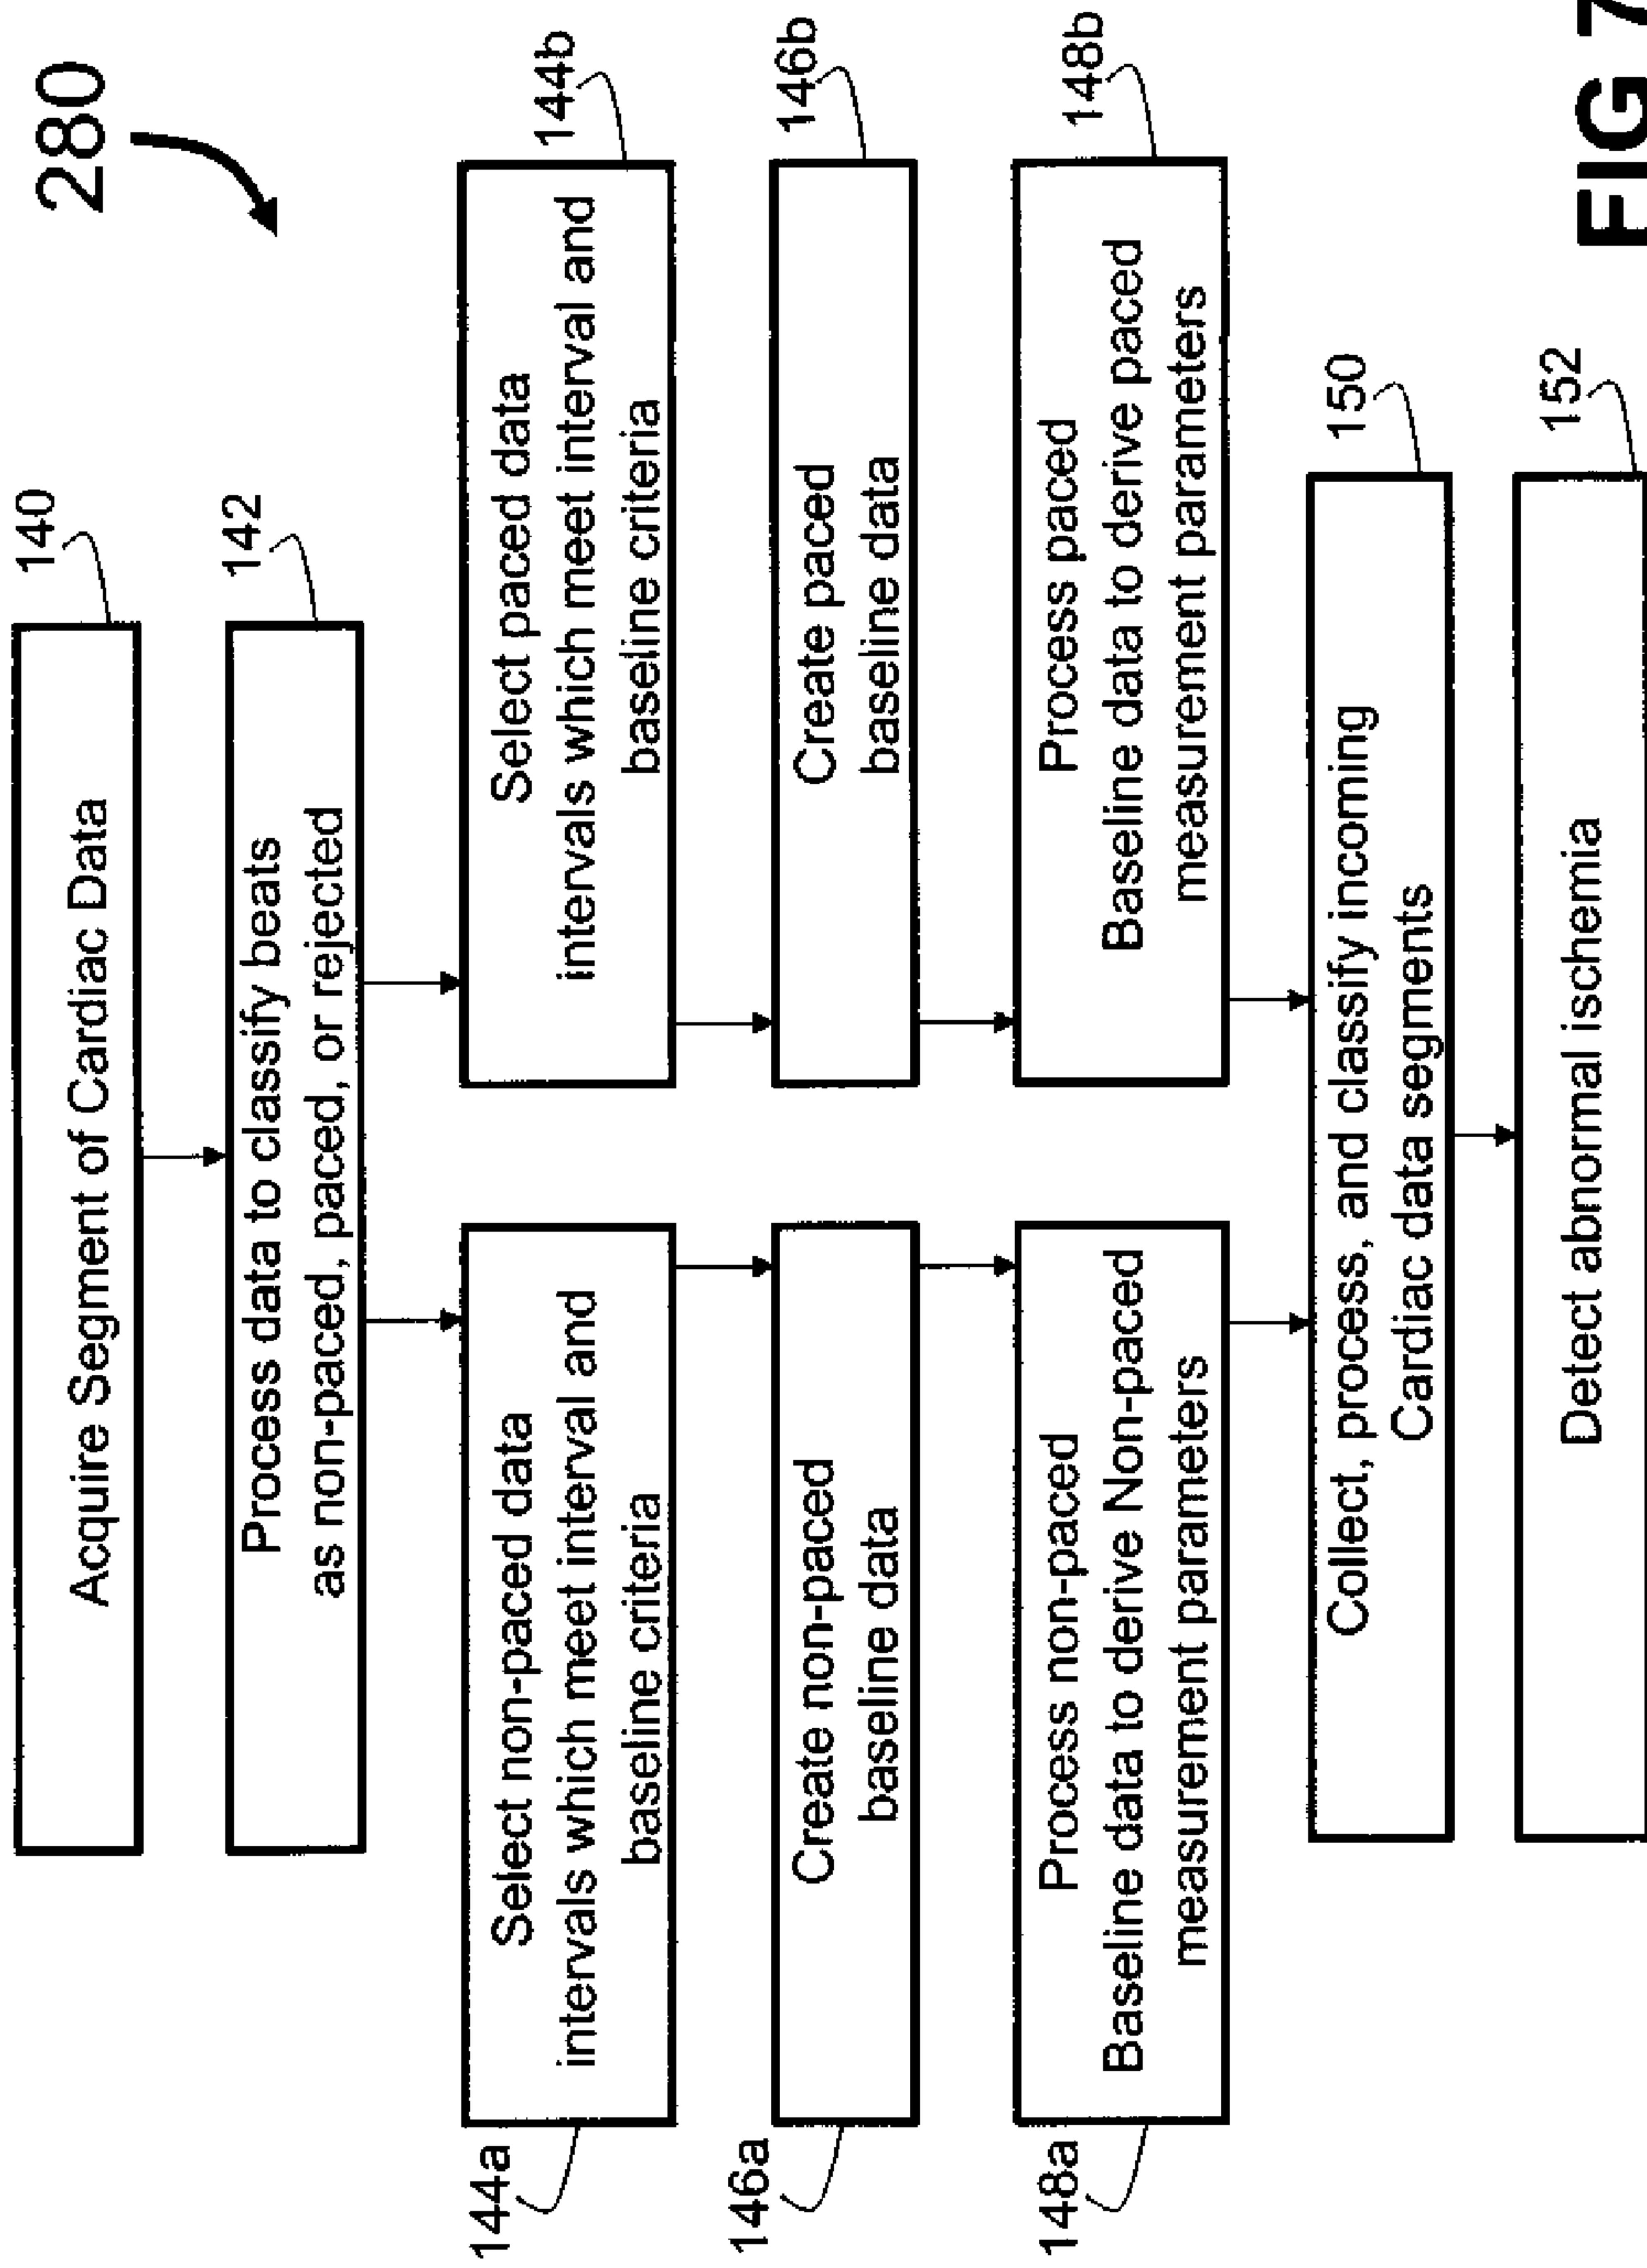 280
140
Acquire Segment of Cardiac Data
142
Process data to classify beats
as non-paced, paced, or rejected
144a
Select non-paced data
intervals which meet interval and
baseline criteria
144b
Select paced data
intervals which meet interval and
baseline criteria
146a
Create non-paced
baseline data
146b
Create paced
baseline data
148a
Process non-paced
Baseline data to derive Non-paced
measurement parameters
148b
Process paced
Baseline data to derive paced
measurement parameters
150
Collect, process, and classify incoming
Cardiac data segments
152
Detect abnormal ischemia
FIG 7